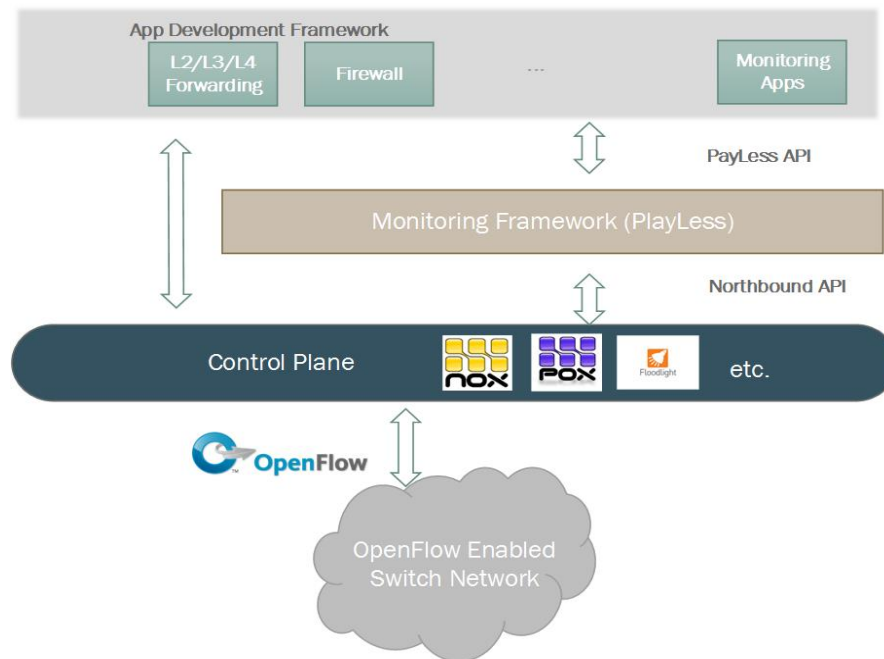 App Development Framework
L2/L3/L4
Forwarding
Firewall
...
Monitoring
Apps
PayLess API
Monitoring Framework (PlayLess)
Northbound API
Control Plane
nox
POX
Floodlight
etc.
OpenFlow
TM
OpenFlow Enabled
Switch Network